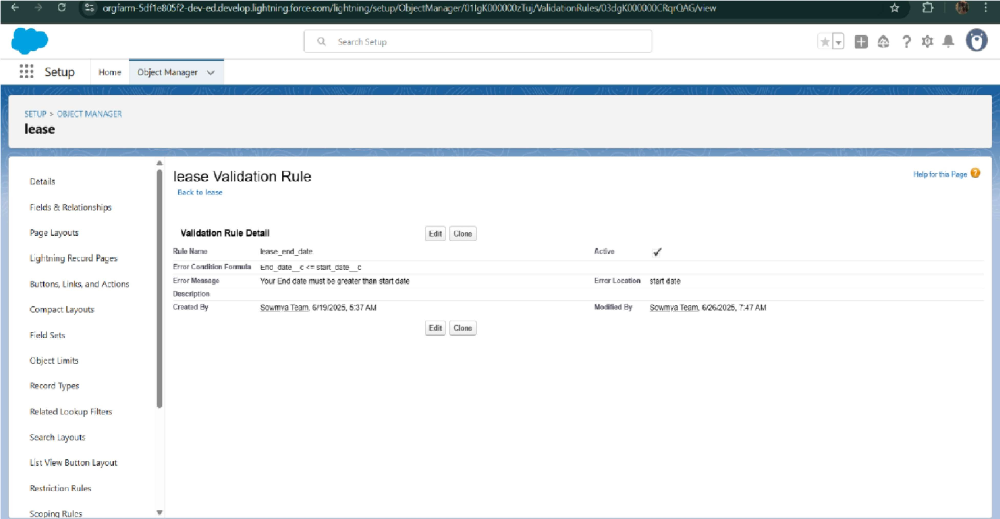 orgfarm-5df1e805f2-dev-ed.develop.lightning.force.com/lightning/setup/ObjectManager/01IgK000000zTuj/ValidationRules/03dgK000000CRqrQAG/view
Search Setup
Setup Home Object Manager
SETUP > OBJECT MANAGER
lease
Details
Fields & Relationships
Page Layouts
Lightning Record Pages
Buttons, Links, and Actions
Compact Layouts
Field Sets
Object Limits
Record Types
Related Lookup Filters
Search Layouts
List View Button Layout
Restriction Rules
Scoping Rules
lease Validation Rule
Help for this Page ?
Back to lease
Validation Rule Detail Edit Clone
Rule Name lease_end_date Active
Error Condition Formula End_date__c <= start_date__c
Error Message Your End date must be greater than start date Error Location start date
Description
Created By Sowmya Team, 6/19/2025, 5:37 AM Modified By Sowmya Team, 6/26/2025, 7:47 AM
Edit Clone